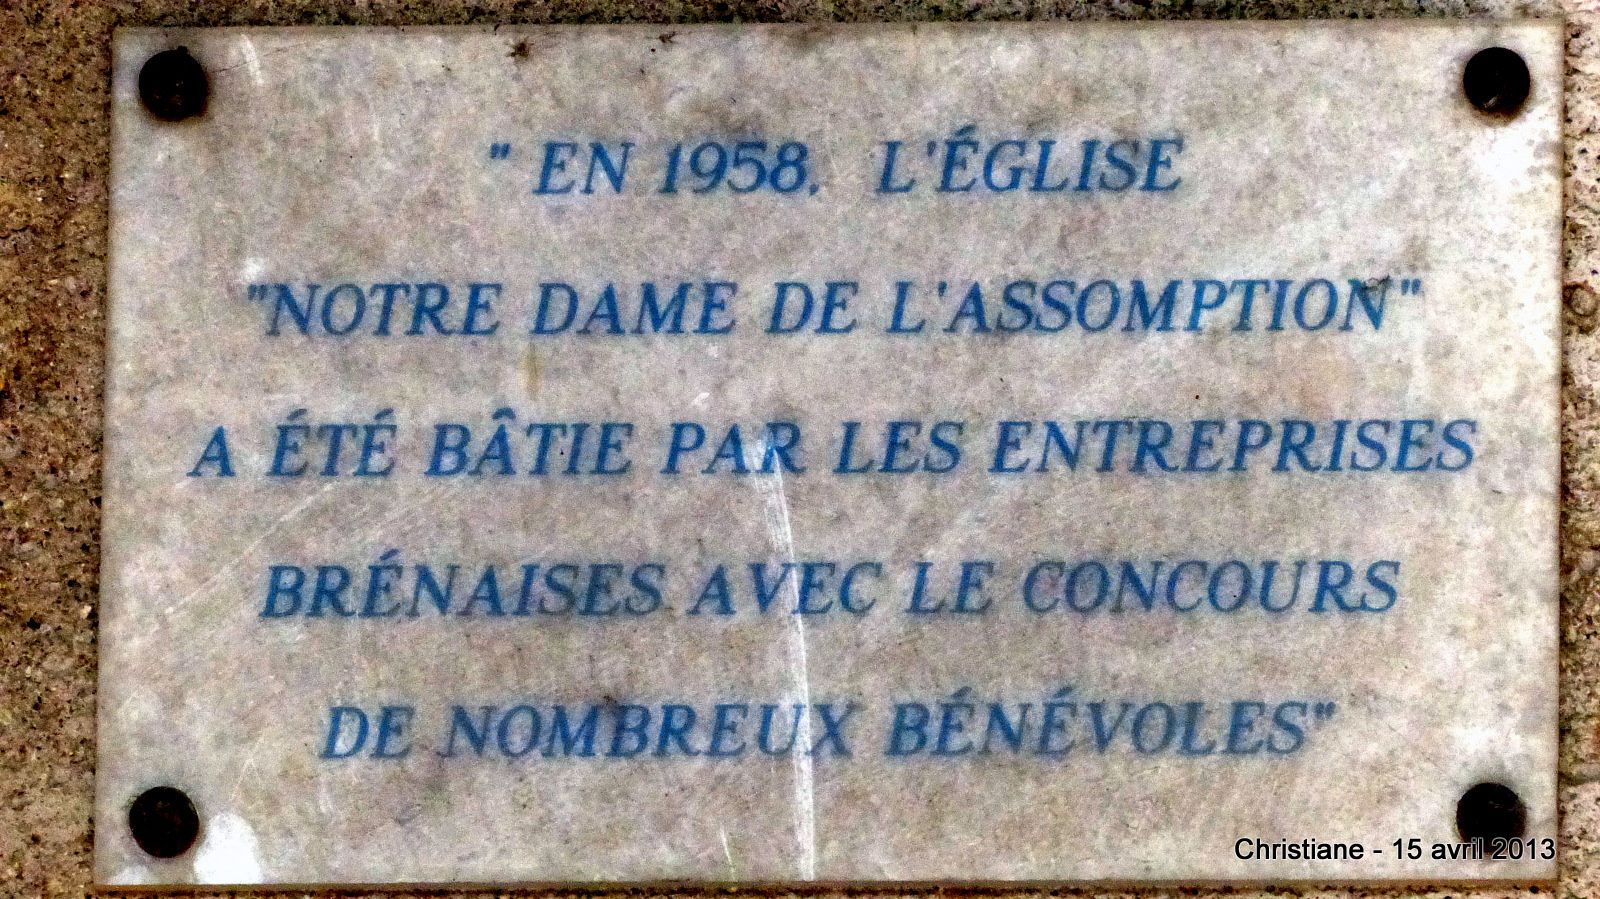 " EN 1958, L'ÉGLISE
"NOTRE DAME DE L'ASSOMPTION"
A ÉTÉ BÂTIE PAR LES ENTREPRISES
BRÉNAISES AVEC LE CONCOURS
DE NOMBREUX BÉNÉVOLES"
Christiane - 15 avril 2013